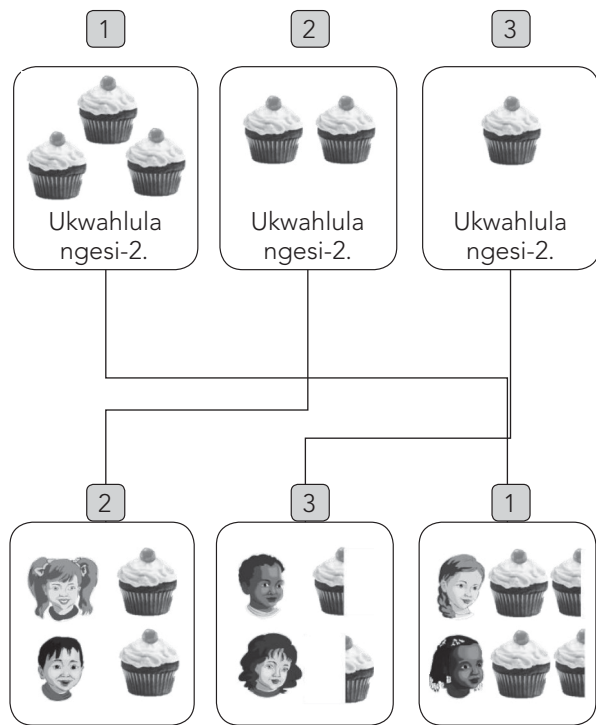 1
2
3
Ukwahlula
ngesi-2.
Ukwahlula
ngesi-2.
Ukwahlula
ngesi-2.
2
3
1